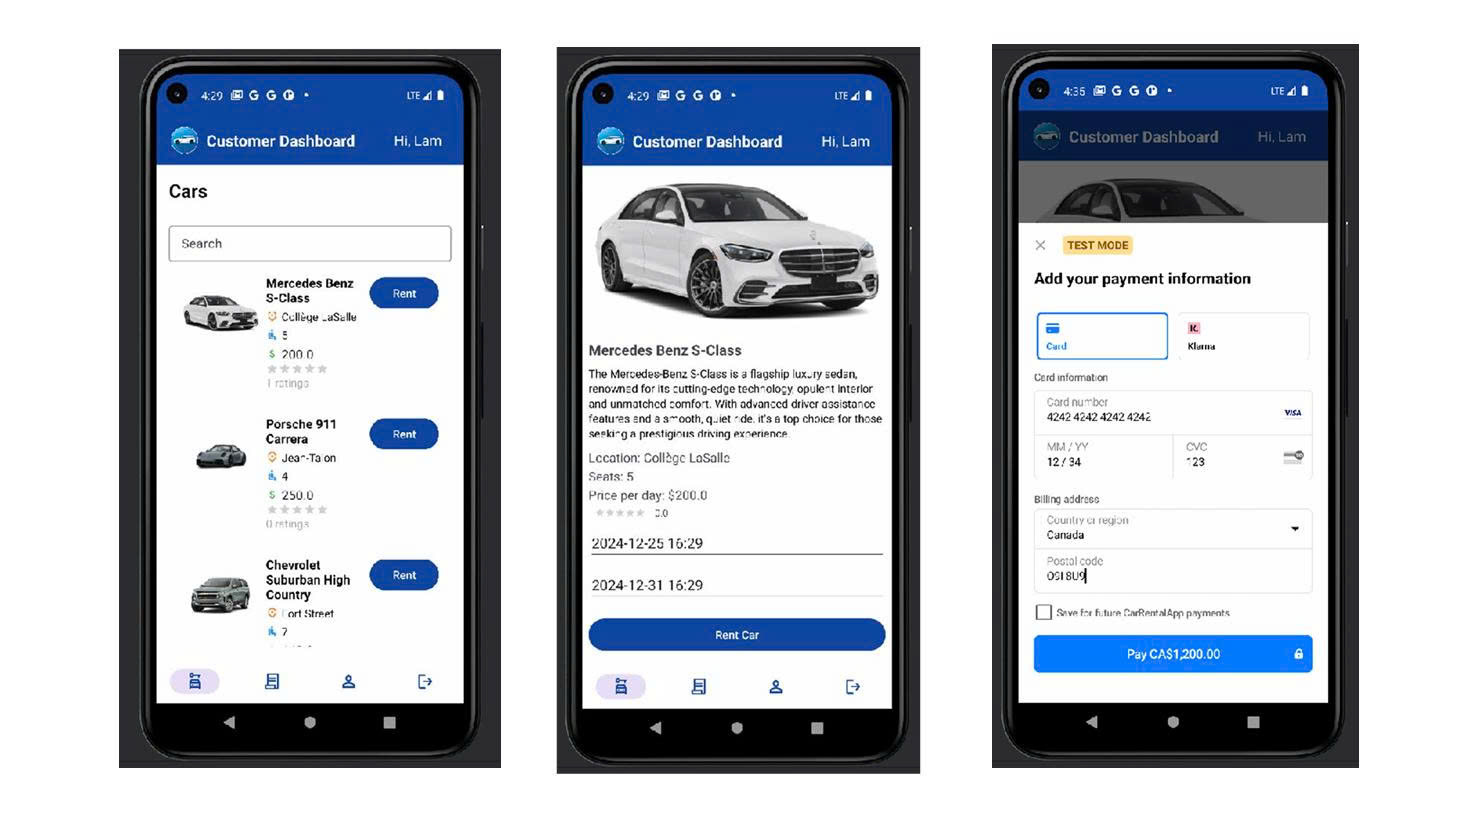 4:29
LTE
Customer Dashboard
Hi, Lam
Cars
Search
Mercedes Benz
S-Class
Rent
Collège LaSalle
5
$ 200.0
1 ratings
Porsche 911
Carrera
Rent
Jean-Talon
4
$ 250.0
0 ratings
Chevrolet
Suburban High
Country
Rent
Fort Street
7
4:29
LTE
Customer Dashboard
Hi, Lam
Mercedes Benz S-Class
The Mercedes-Benz S-Class is a flagship luxury sedan,
renowned for its cutting-edge technology, opulent interior
and unmatched comfort. With advanced driver assistance
features and a smooth, quiet ride, it's a top choice for those
seeking a prestigious driving experience.
Location: Collège LaSalle
Seats: 5
Price per day: $200.0
0.0
2024-12-25 16:29
2024-12-31 16:29
Rent Car
4:35
LTE
Customer Dashboard
Hi, Lam
TEST MODE
Add your payment information
K.
Card
Klarna
Card information
Card number
4242 4242 4242 4242
VISA
MM / YY
12 / 34
CVC
123
Billing address
Country or region
Canada
Postal code
Save for future CarRentalApp payments
Pay CA$1,200.00